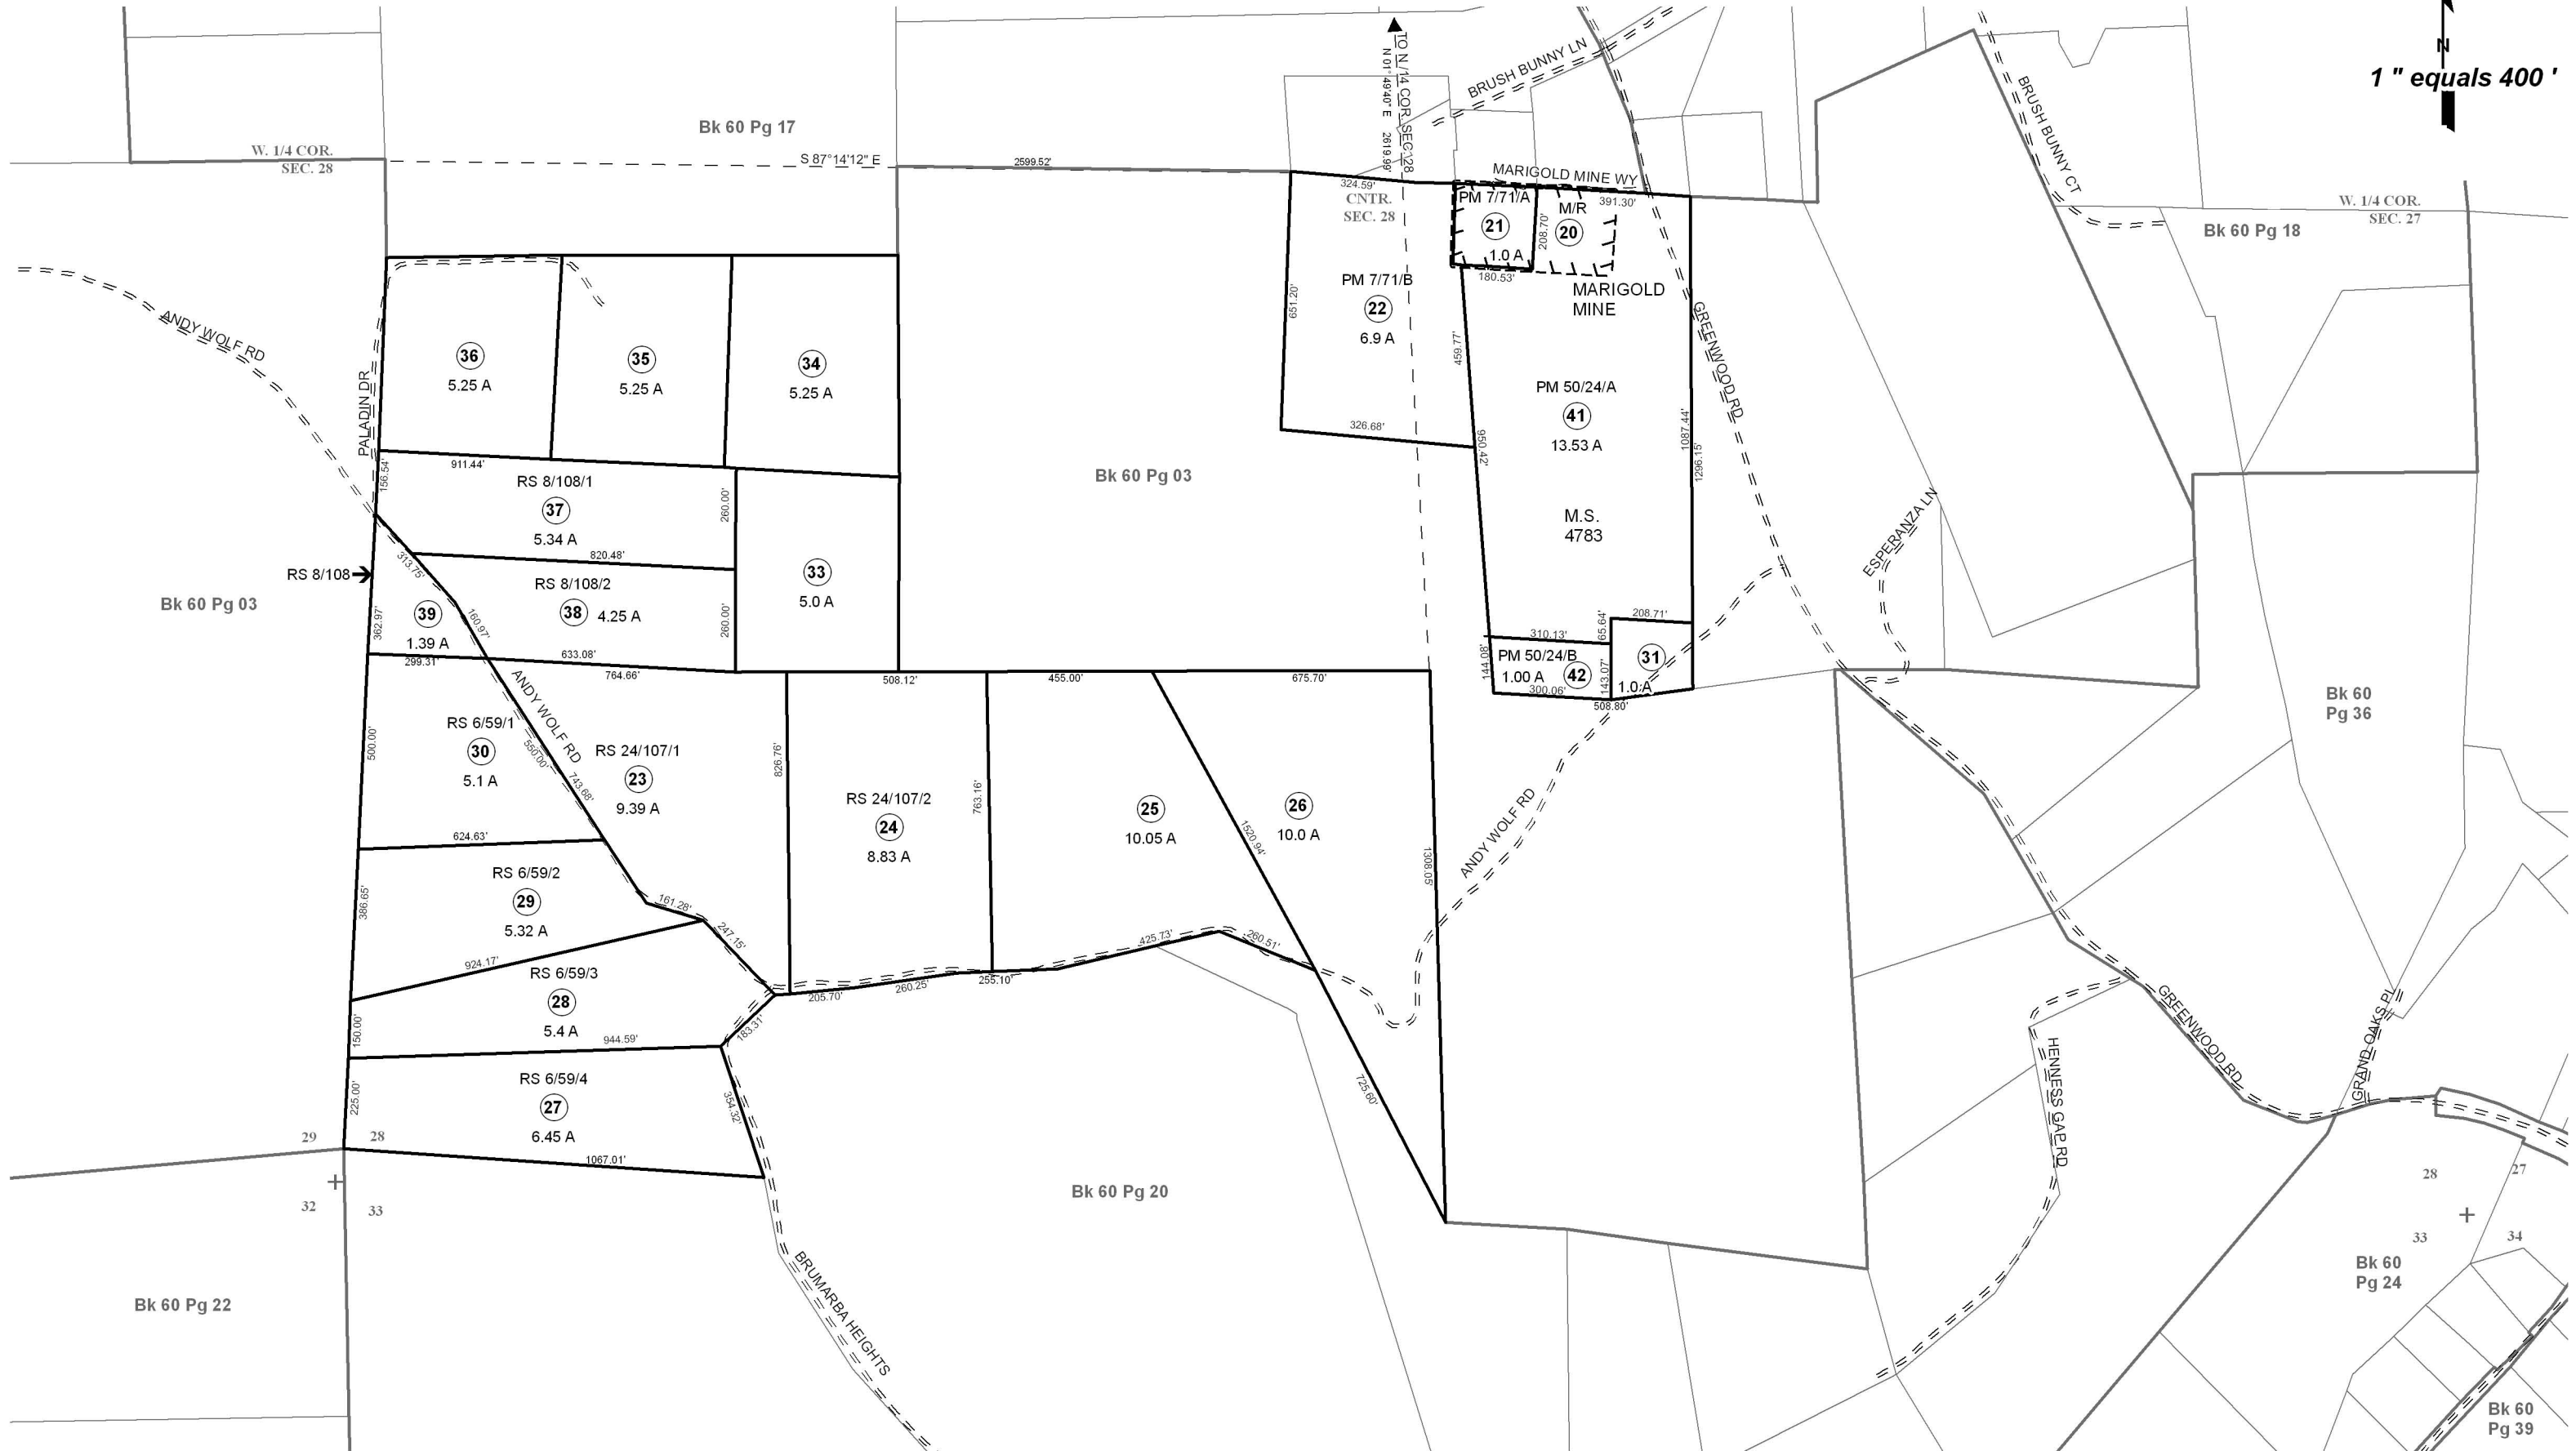 N
1 " equals 400 '
TO N /14 COR. SEC 28
N 01°49'40" E 2619.99'
BRUSH BUNNY LN
BRUSH BUNNY CT
Bk 60 Pg 17
W. 1/4 COR.
SEC. 28
S 87°14'12" E
2599.52'
324.59'
CNTR.
SEC. 28
MARIGOLD MINE WY
PM 7/71/A
21
1.0 A
180.53'
208.70'
M/R
20
391.30'
MARIGOLD
MINE
W. 1/4 COR.
SEC. 27
Bk 60 Pg 18
PM 7/71/B
22
6.9 A
651.20'
326.68'
459.77'
950.42'
GREENWOOD RD
PM 50/24/A
41
13.53 A
1087.44'
1296.15'
M.S.
4783
ANDY WOLF RD
PALADIN DR
36
5.25 A
35
5.25 A
34
5.25 A
156.54'
911.44'
RS 8/108/1
37
5.34 A
260.00'
820.48'
Bk 60 Pg 03
33
5.0 A
RS 8/108
313.75'
RS 8/108/2
38
4.25 A
260.00'
Bk 60 Pg 03
362.97'
39
1.39 A
160.97'
299.31'
633.08'
764.66'
508.12'
455.00'
675.70'
ESPERANZA LN
208.71'
65.64'
310.13'
PM 50/24/B
42
1.00 A
144.08'
300.06'
143.07'
31
1.0 A
508.80'
Bk 60
Pg 36
500.00'
RS 6/59/1
30
5.1 A
ANDY WOLF RD
550.00'
743.68'
RS 24/107/1
23
9.39 A
826.76'
RS 24/107/2
24
8.83 A
763.16'
25
10.05 A
26
10.0 A
1520.94'
1308.05'
ANDY WOLF RD
624.63'
386.65'
RS 6/59/2
29
5.32 A
161.28'
247.15'
924.17'
RS 6/59/3
28
5.4 A
150.00'
944.59'
183.31'
205.70'
260.25'
255.10'
425.73'
260.51'
725.60'
RS 6/59/4
27
6.45 A
225.00'
354.32'
1067.01'
29
28
32
33
Bk 60 Pg 22
Bk 60 Pg 20
BRUMARBA HEIGHTS
HENNESS GAP RD
GREENWOOD RD
GRAND OAKS PL
28
27
33
34
Bk 60
Pg 24
Bk 60
Pg 39